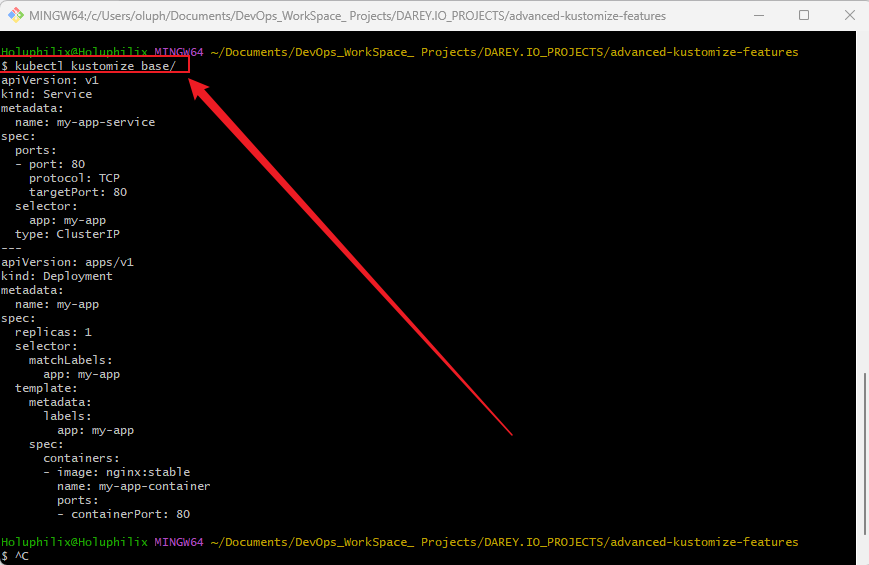 MINGW64:/c/Users/oluph/Documents/DevOps_WorkSpace_ Projects/DAREY.IO_PROJECTS/advanced-kustomize-features
Holuphilix@Holuphilix MINGW64 ~/Documents/DevOps_WorkSpace_ Projects/DAREY.IO_PROJECTS/advanced-kustomize-features
$ kubectl kustomize base/
apiVersion: v1
kind: Service
metadata:
  name: my-app-service
spec:
  ports:
  - port: 80
    protocol: TCP
    targetPort: 80
  selector:
    app: my-app
  type: ClusterIP
---
apiVersion: apps/v1
kind: Deployment
metadata:
  name: my-app
spec:
  replicas: 1
  selector:
    matchLabels:
      app: my-app
  template:
    metadata:
      labels:
        app: my-app
    spec:
      containers:
      - image: nginx:stable
        name: my-app-container
        ports:
        - containerPort: 80
Holuphilix@Holuphilix MINGW64 ~/Documents/DevOps_WorkSpace_ Projects/DAREY.IO_PROJECTS/advanced-kustomize-features
$ ^C